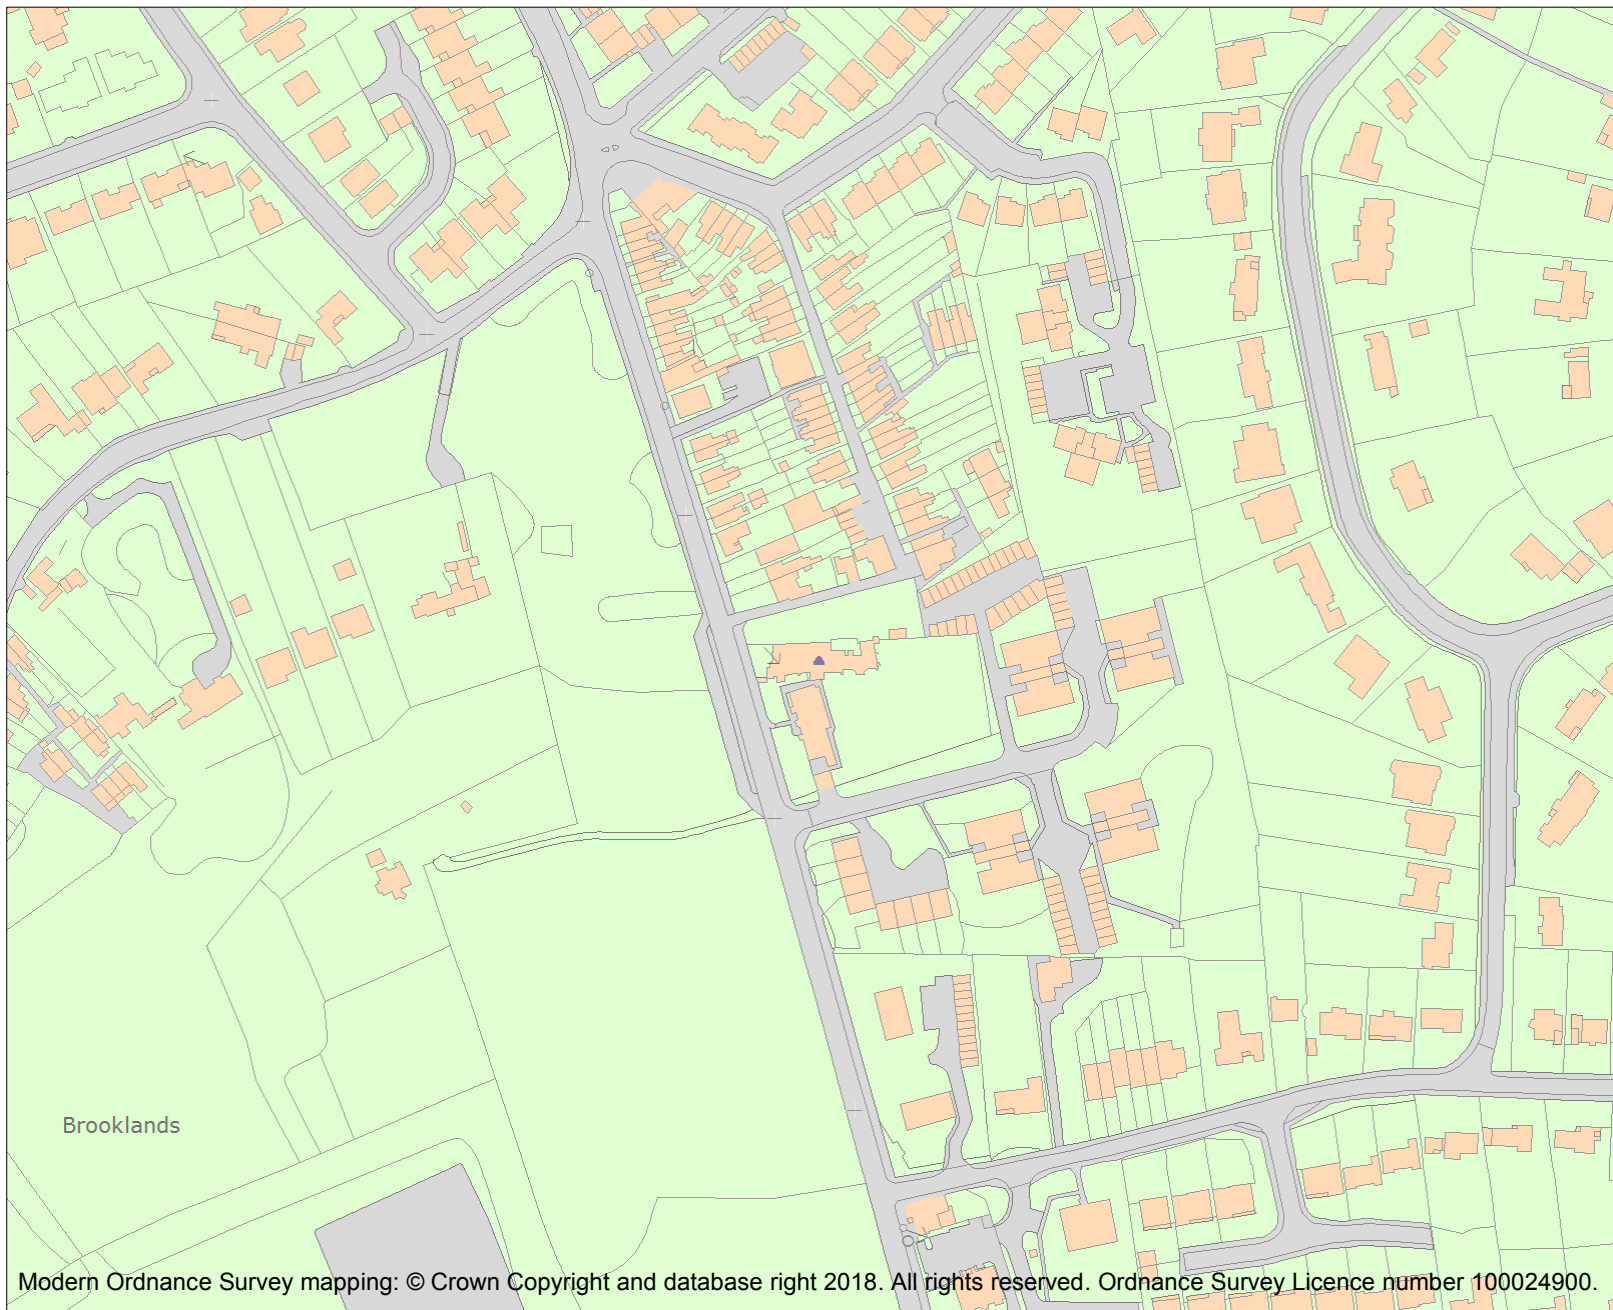 Brooklands
Modern Ordnance Survey mapping: © Crown Copyright and database right 2018. All rights reserved. Ordnance Survey Licence number 100024900.